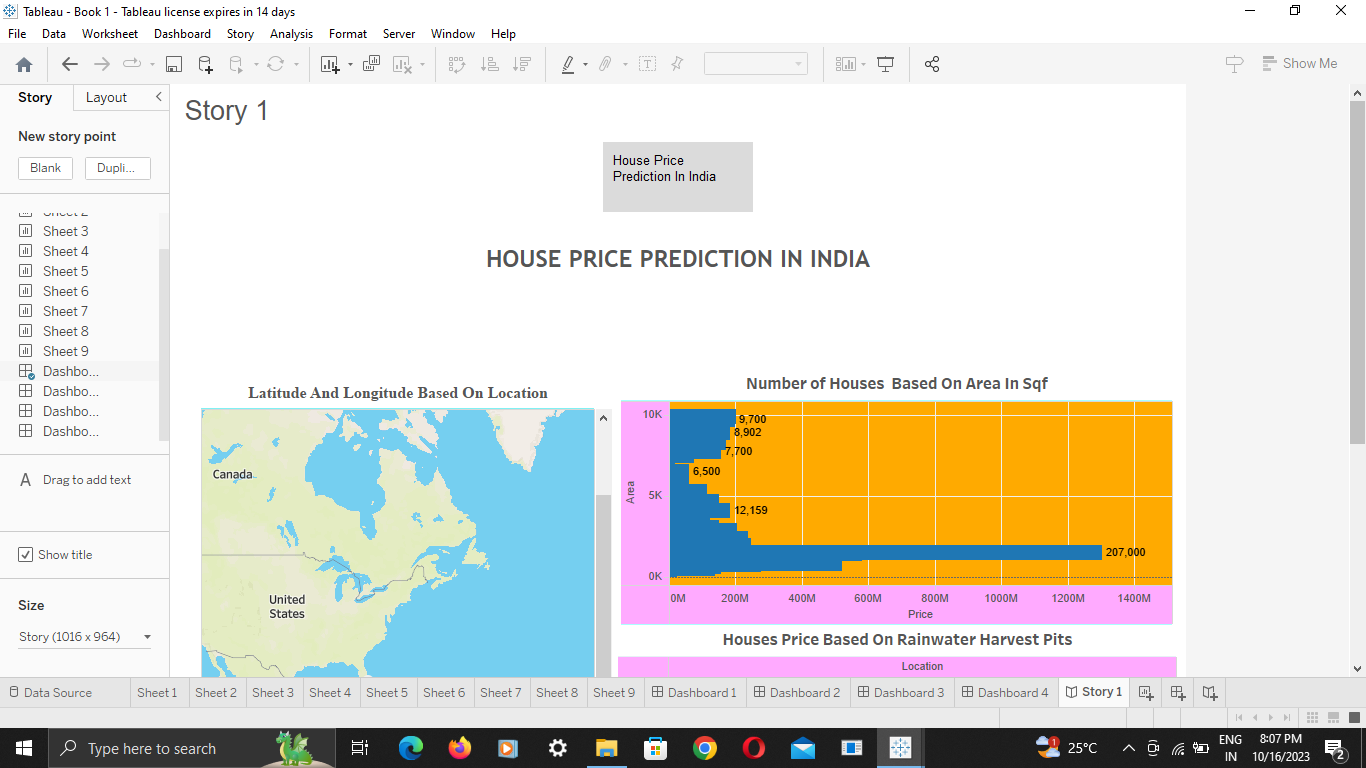 Tableau - Book 1 - Tableau license expires in 14 days
File Data Worksheet Dashboard Story Analysis Format Server Window Help
Show Me
Story Layout
New story point
Blank Dupli...
Sheet 2
Sheet 3
Sheet 4
Sheet 5
Sheet 6
Sheet 7
Sheet 8
Sheet 9
Dashbo...
Dashbo...
Dashbo...
Dashbo...
A Drag to add text
Show title
Size
Story (1016 x 964)
Story 1
House Price
Prediction In India
HOUSE PRICE PREDICTION IN INDIA
Latitude And Longitude Based On Location
Canada
United
States
Number of Houses Based On Area In Sqf
Area
10K
5K
0K
9,700
8,902
7,700
6,500
12,159
207,000
0M 200M 400M 600M 800M 1000M 1200M 1400M
Price
Houses Price Based On Rainwater Harvest Pits
Location
Data Source Sheet 1 Sheet 2 Sheet 3 Sheet 4 Sheet 5 Sheet 6 Sheet 7 Sheet 8 Sheet 9 Dashboard 1 Dashboard 2 Dashboard 3 Dashboard 4 Story 1
Type here to search
25°C
1
ENG
IN
8:07 PM
10/16/2023
2